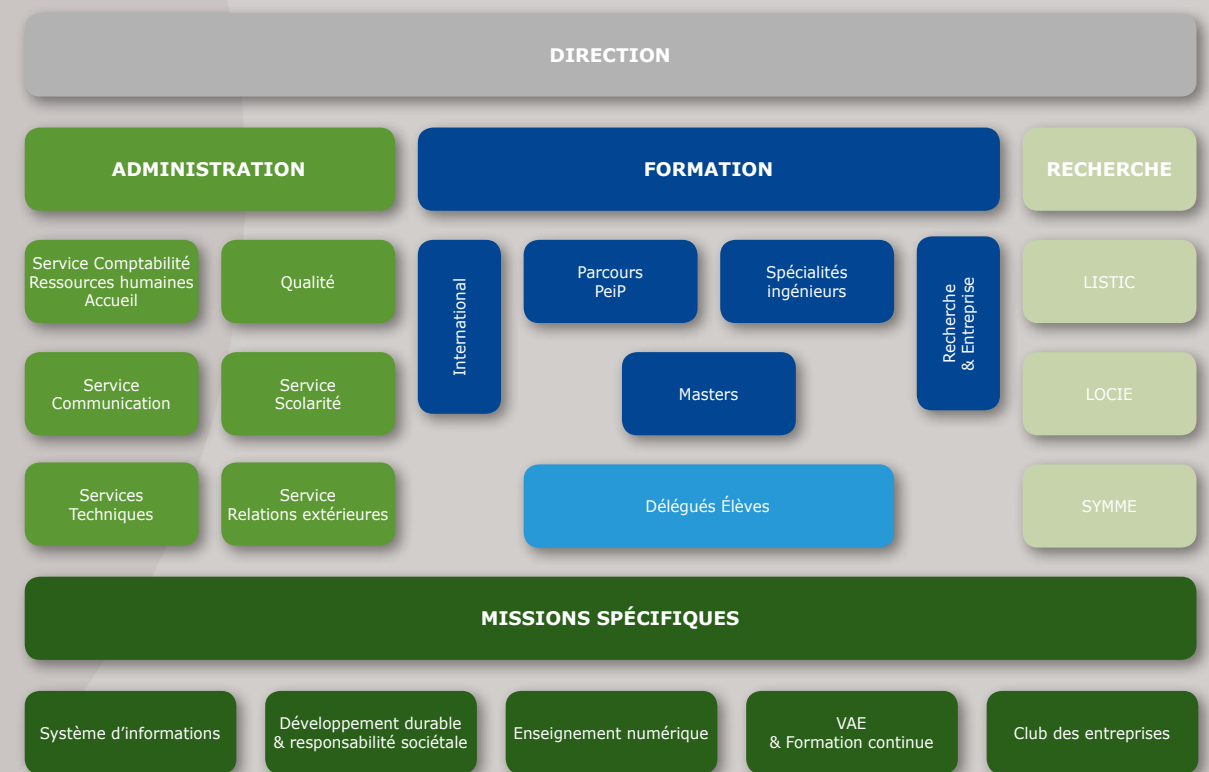 DIRECTION
ADMINISTRATION
FORMATION
RECHERCHE
Service Comptabilité
Ressources humaines
Accueil
Qualité
International
Parcours
PeiP
Spécialités
ingénieurs
Recherche
& Entreprise
LISTIC
Service
Communication
Service
Scolarité
Masters
LOCIE
Services
Techniques
Service
Relations extérieures
Délégués Élèves
SYMME
MISSIONS SPÉCIFIQUES
Système d’informations
Développement durable
& responsabilité sociétale
Enseignement numérique
VAE
& Formation continue
Club des entreprises